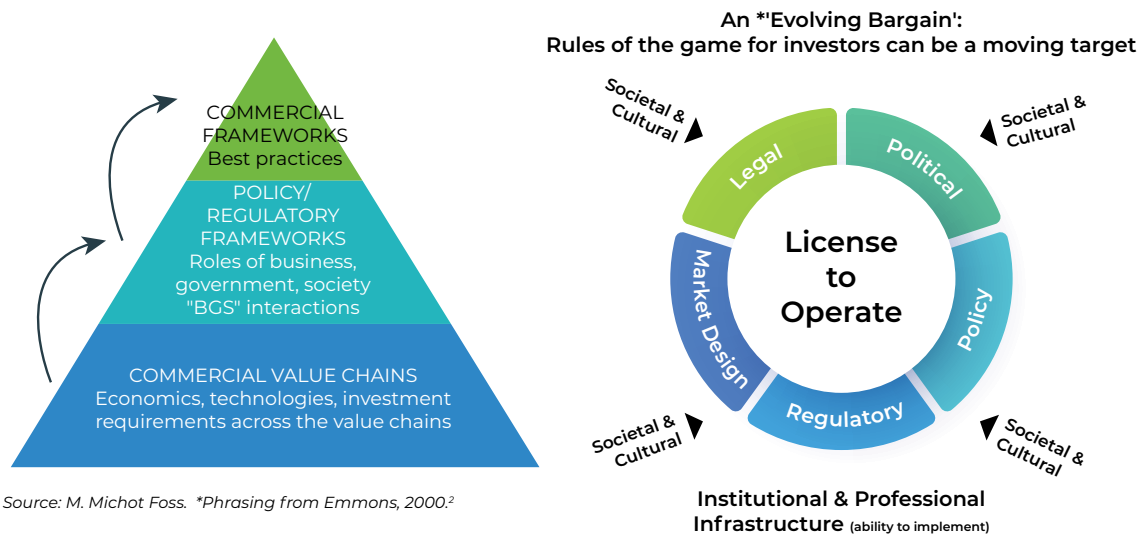 COMMERCIAL
FRAMEWORKS
Best practices
POLICY/
REGULATORY
FRAMEWORKS
Roles of business,
government, society
"BGS" interactions
COMMERCIAL VALUE CHAINS
Economics, technologies, investment
requirements across the value chains
Source: M. Michot Foss. *Phrasing from Emmons, 2000.²
An *'Evolving Bargain':
Rules of the game for investors can be a moving target
Societal &
Cultural
Societal &
Cultural
Legal
Political
License
to
Operate
Market Design
Policy
Regulatory
Societal &
Cultural
Societal &
Cultural
Institutional & Professional
Infrastructure (ability to implement)